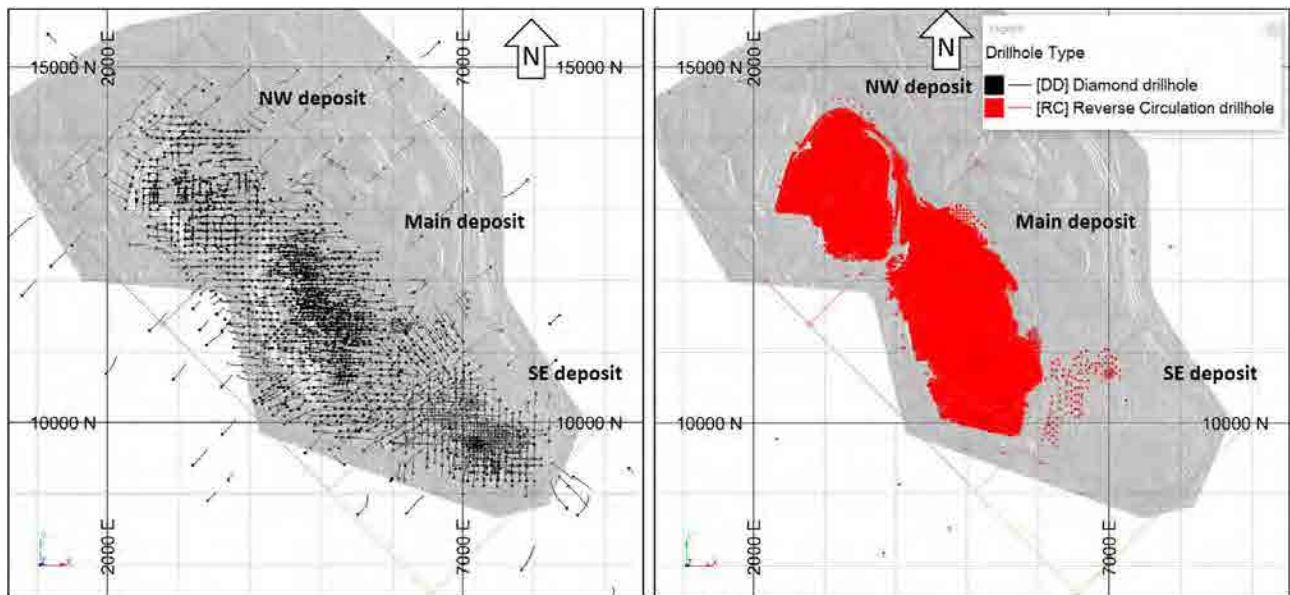 15000 N
2000 E
7000 E
N
15000 N
NW deposit
Main deposit
SE deposit
10000 N
10000 N
2000 E
7000 E
15000 N
2000 E
N
NW deposit
Drillhole Type
[DD] Diamond drillhole
[RC] Reverse Circulation drillhole
Main deposit
SE deposit
10000 N
10000 N
2000 E
7000 E